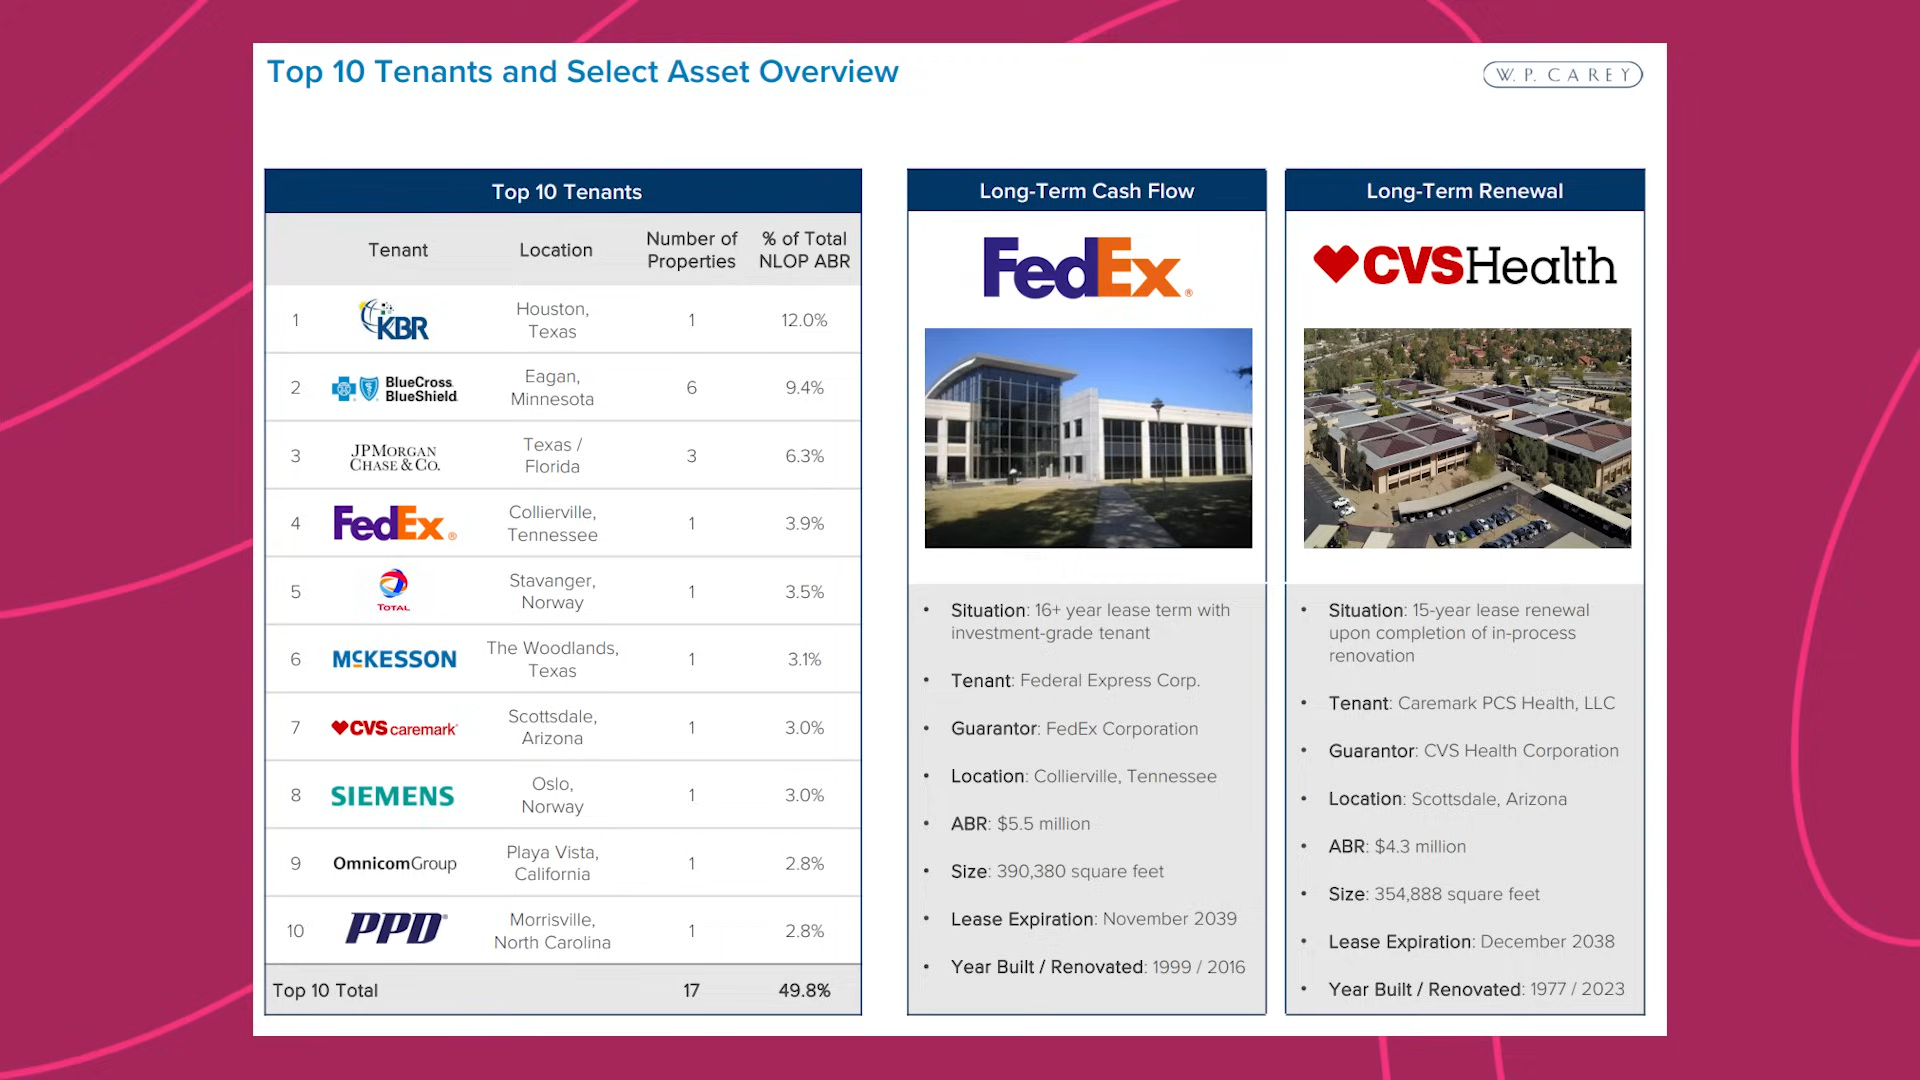 Top 10 Tenants and Select Asset Overview
W. P. CAREY
Top 10 Tenants
Tenant
Location
Number of
Properties
% of Total
NLOP ABR
1
KBR
Houston,
Texas
1
12.0%
2
BlueCross
BlueShield
Eagan,
Minnesota
6
9.4%
3
JPMORGAN
CHASE & CO.
Texas /
Florida
3
6.3%
4
FedEx®
Collierville,
Tennessee
1
3.9%
5
TOTAL
Stavanger,
Norway
1
3.5%
6
MCKESSON
The Woodlands,
Texas
1
3.1%
7
CVS caremark
Scottsdale,
Arizona
1
3.0%
8
SIEMENS
Oslo,
Norway
1
3.0%
9
OmnicomGroup
Playa Vista,
California
1
2.8%
10
PPD
Morrisville,
North Carolina
1
2.8%
Top 10 Total
17
49.8%
Long-Term Cash Flow
FedEx®
• Situation: 16+ year lease term with
investment-grade tenant
• Tenant: Federal Express Corp.
• Guarantor: FedEx Corporation
• Location: Collierville, Tennessee
• ABR: $5.5 million
• Size: 390,380 square feet
• Lease Expiration: November 2039
• Year Built / Renovated: 1999 / 2016
Long-Term Renewal
CVSHealth
• Situation: 15-year lease renewal
upon completion of in-process
renovation
• Tenant: Caremark PCS Health, LLC
• Guarantor: CVS Health Corporation
• Location: Scottsdale, Arizona
• ABR: $4.3 million
• Size: 354,888 square feet
• Lease Expiration: December 2038
• Year Built / Renovated: 1977 / 2023